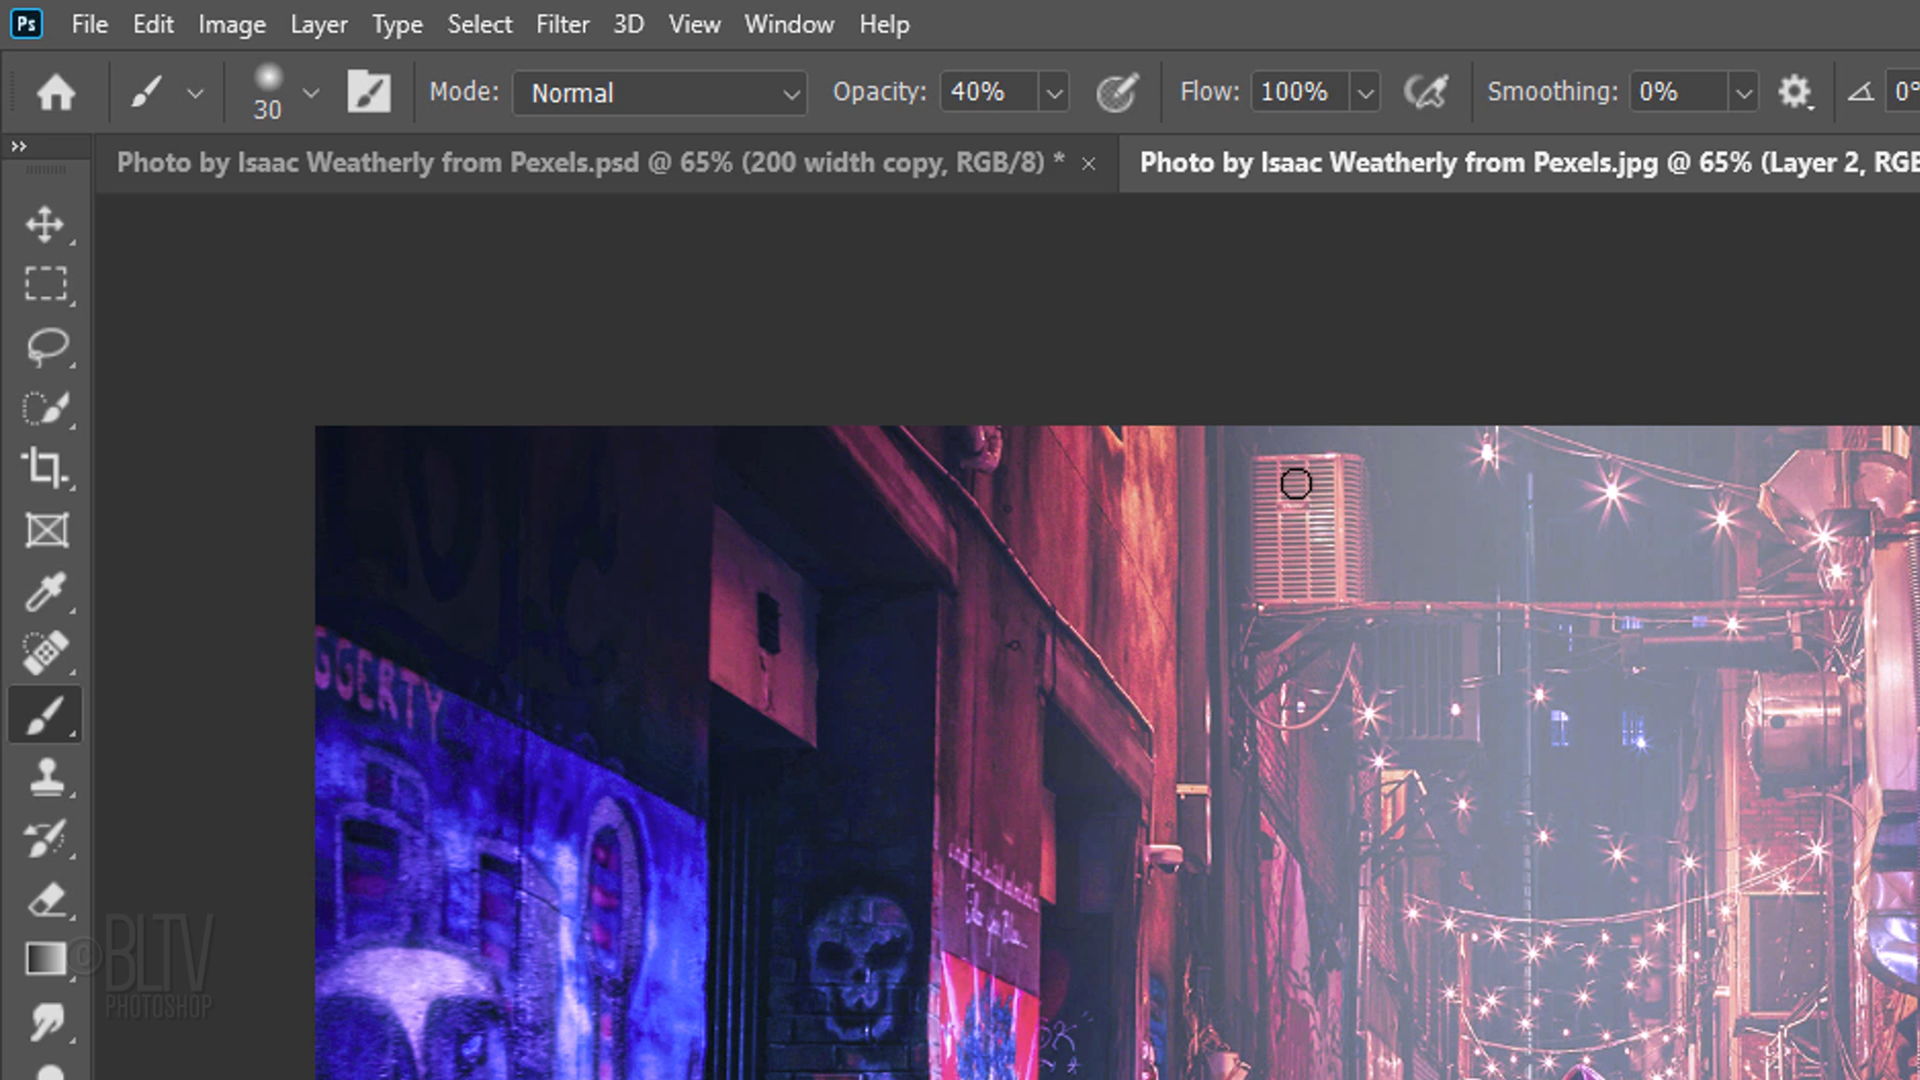 Ps File Edit Image Layer Type Select Filter 3D View Window Help
30 Mode: Normal Opacity: 40% Flow: 100% Smoothing: 0% 0°
Photo by Isaac Weatherly from Pexels.psd @ 65% (200 width copy, RGB/8) * × Photo by Isaac Weatherly from Pexels.jpg @ 65% (Layer 2, RGB
GGERTY
©BLTV
PHOTOSHOP